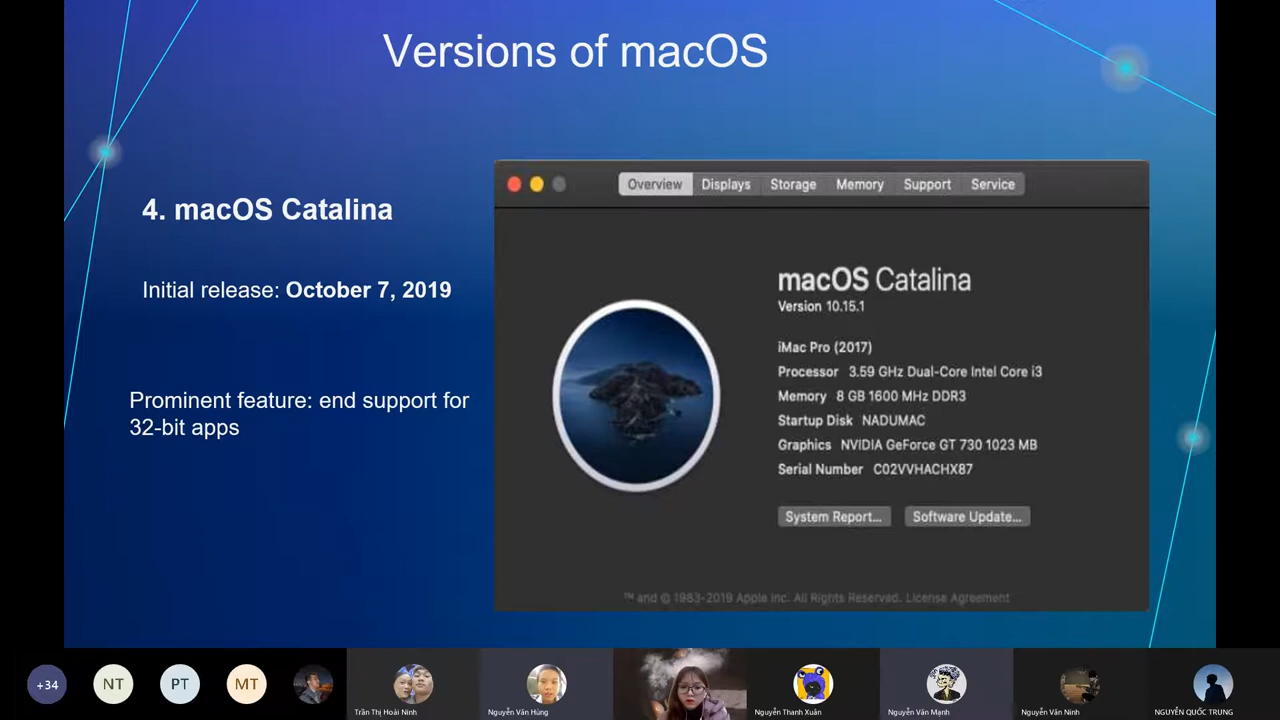 Versions of macOS
4. macOS Catalina
Initial release: October 7, 2019
Prominent feature: end support for
32-bit apps
Overview Displays Storage Memory Support Service
macOS Catalina
Version 10.15.1
iMac Pro (2017)
Processor 3.59 GHz Dual-Core Intel Core i3
Memory 8 GB 1600 MHz DDR3
Startup Disk NADUMAC
Graphics NVIDIA GeForce GT 730 1023 MB
Serial Number C02VVHACHX87
System Report... Software Update...
™ and © 1983-2019 Apple Inc. All Rights Reserved. License Agreement
+34 NT PT MT
Trần Thị Hoài Ninh Nguyễn Văn Hùng Nguyễn Thanh Xuân Nguyễn Văn Mạnh Nguyễn Văn Ninh NGUYỄN QUỐC TRUNG